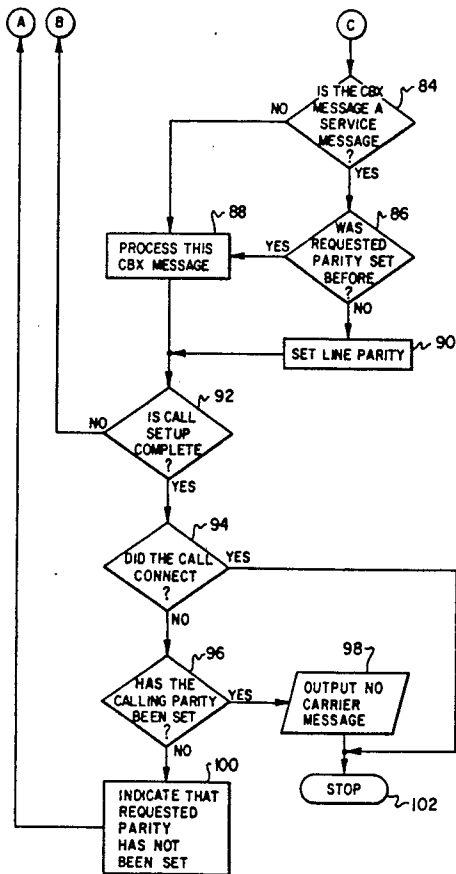 A
B
C
84
IS THE CBX
MESSAGE A
SERVICE
MESSAGE
?
NO
YES
86
WAS
REQUESTED
PARITY SET
BEFORE
?
YES
NO
88
PROCESS THIS
CBX MESSAGE
90
SET LINE PARITY
92
IS CALL
SETUP
COMPLETE
?
NO
YES
94
DID THE CALL
CONNECT
?
YES
NO
96
HAS THE
CALLING PARITY
BEEN SET
?
YES
NO
98
OUTPUT NO
CARRIER
MESSAGE
100
INDICATE THAT
REQUESTED
PARITY
HAS NOT
BEEN SET
STOP
102